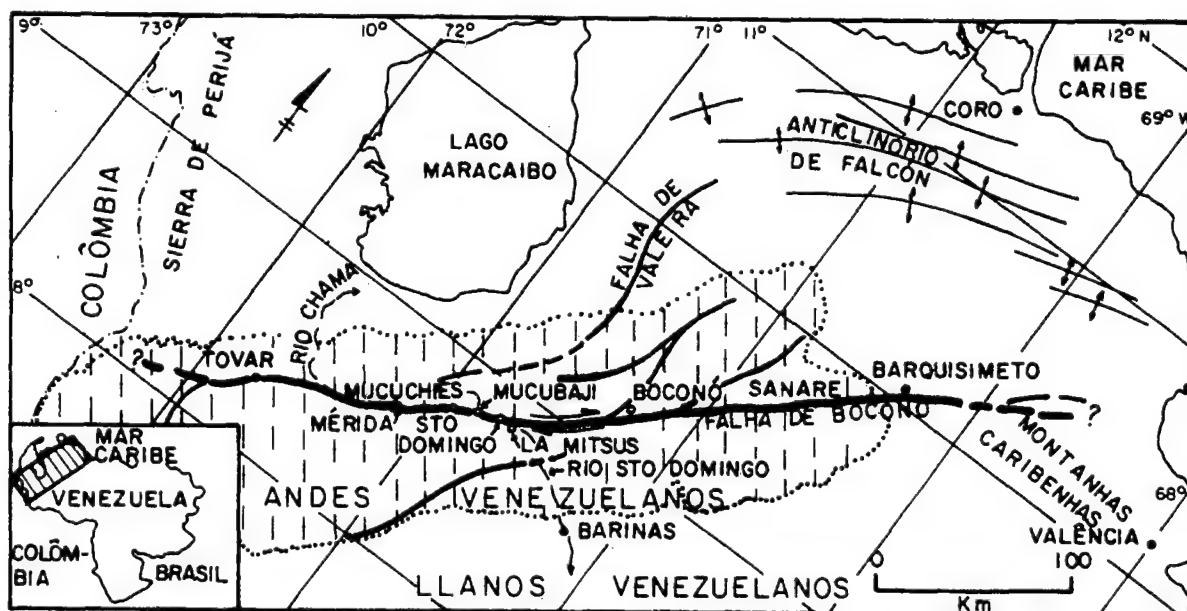 9°
73°
10°
72°
71°
11°
12° N
MAR
CARIBE
CORO
69° W
SIERRA DE PERIJÁ
COLÔMBIA
LAGO
MARACAIBO
ANTICLINÓRIO
DE FALCÓN
FALHA DE
VALERA
8°
RIO CHAMA
?
TOVAR
MUCUCHIES
MUCUBAJI
BOCONÓ
SANARE
BARQUISIMETO
MÉRIDA
STO
DOMINGO
LA
MITSUS
FALHA DE BOCONO
?
RIO STO DOMINGO
MONTANHAS
CARIBENHAS
ANDES VENEZUELANOS
BARINAS
VALÊNCIA
68°
LLANOS VENEZUELANOS
0
100
Km
MAR
CARIBE
VENEZUELA
COLÔM-
BIA
BRASIL